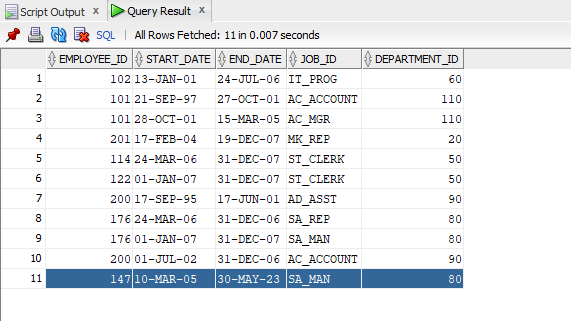 Script Output x Query Result x
SQL | All Rows Fetched: 11 in 0.007 seconds
EMPLOYEE_ID START_DATE END_DATE JOB_ID DEPARTMENT_ID
1 102 13-JAN-01 24-JUL-06 IT_PROG 60
2 101 21-SEP-97 27-OCT-01 AC_ACCOUNT 110
3 101 28-OCT-01 15-MAR-05 AC_MGR 110
4 201 17-FEB-04 19-DEC-07 MK_REP 20
5 114 24-MAR-06 31-DEC-07 ST_CLERK 50
6 122 01-JAN-07 31-DEC-07 ST_CLERK 50
7 200 17-SEP-95 17-JUN-01 AD_ASST 90
8 176 24-MAR-06 31-DEC-06 SA_REP 80
9 176 01-JAN-07 31-DEC-07 SA_MAN 80
10 200 01-JUL-02 31-DEC-06 AC_ACCOUNT 90
11 147 10-MAR-05 30-MAY-23 SA_MAN 80